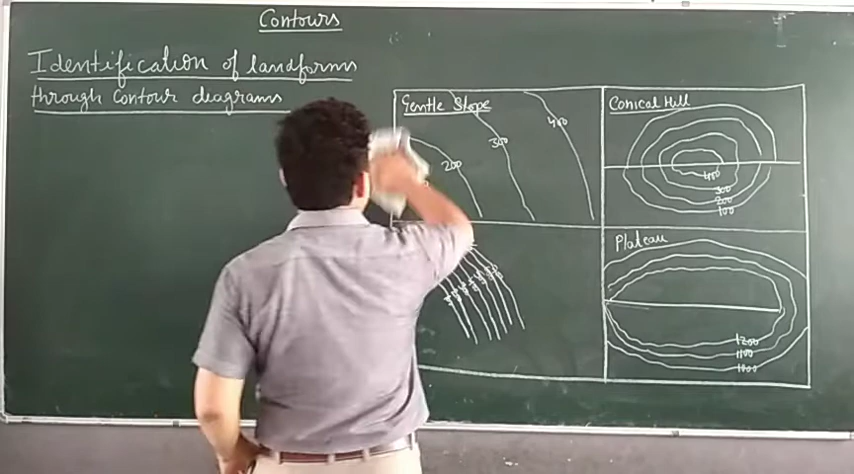 Contours
Identification of landforms
through Contour diagrams
Gentle Slope
200
300
400
Conical Hill
400
300
200
100
Plateau
1200
1100
1000